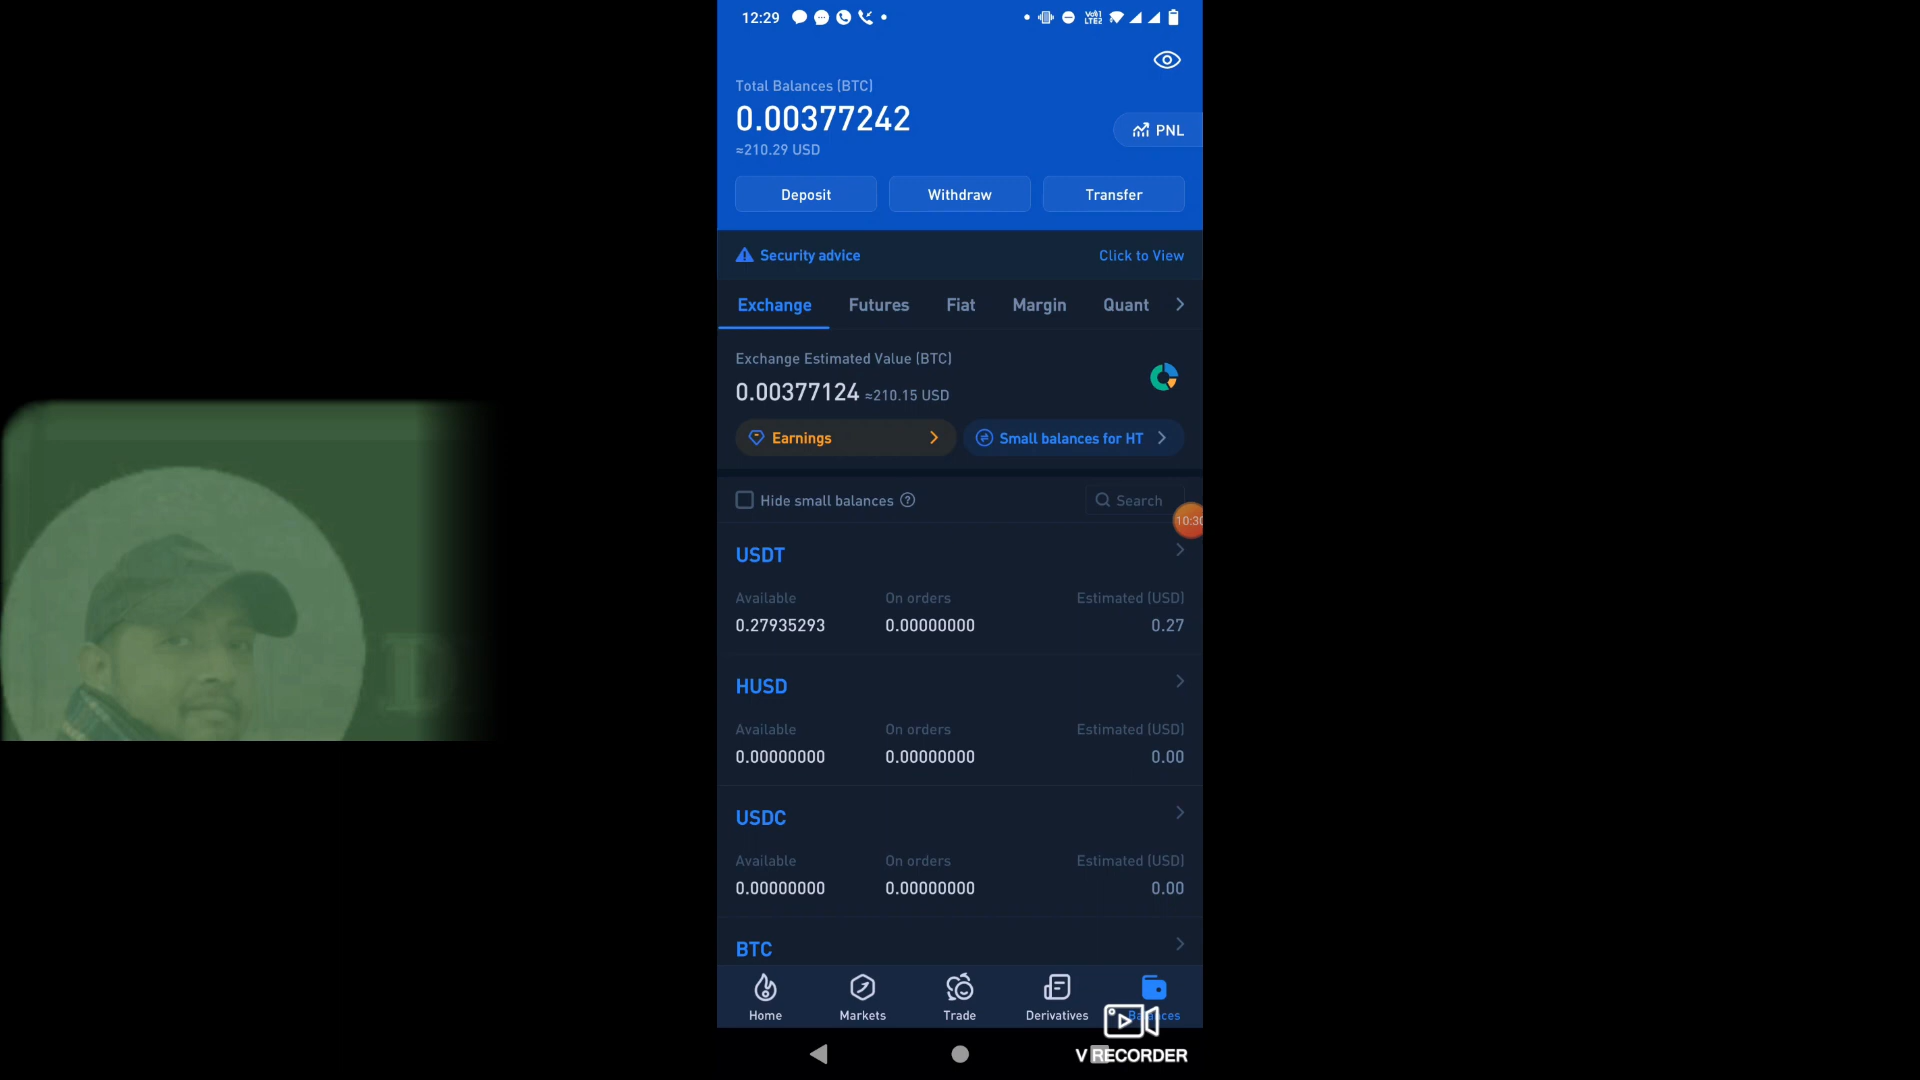 12:29
Total Balances (BTC)
0.00377242
PNL
≈210.29 USD
Deposit Withdraw Transfer
Security advice Click to View
Exchange Futures Fiat Margin Quant
Exchange Estimated Value (BTC)
0.00377124 ≈210.15 USD
Earnings Small balances for HT
Hide small balances Search
10:30
USDT
Available On orders Estimated (USD)
0.27935293 0.00000000 0.27
HUSD
Available On orders Estimated (USD)
0.00000000 0.00000000 0.00
USDC
Available On orders Estimated (USD)
0.00000000 0.00000000 0.00
BTC
Home Markets Trade Derivatives
V RECORDER